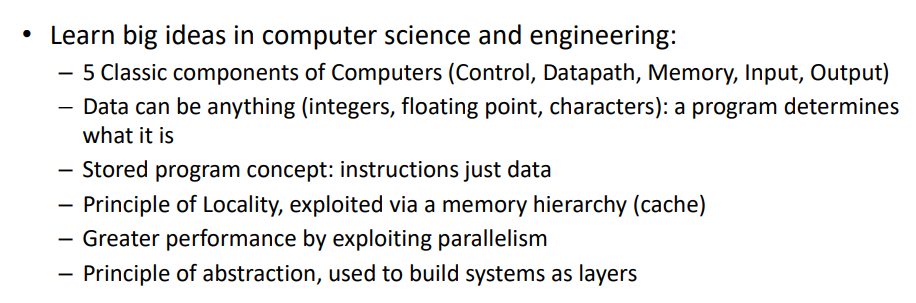 • Learn big ideas in computer science and engineering:
– 5 Classic components of Computers (Control, Datapath, Memory, Input, Output)
– Data can be anything (integers, floating point, characters): a program determines
what it is
– Stored program concept: instructions just data
– Principle of Locality, exploited via a memory hierarchy (cache)
– Greater performance by exploiting parallelism
– Principle of abstraction, used to build systems as layers